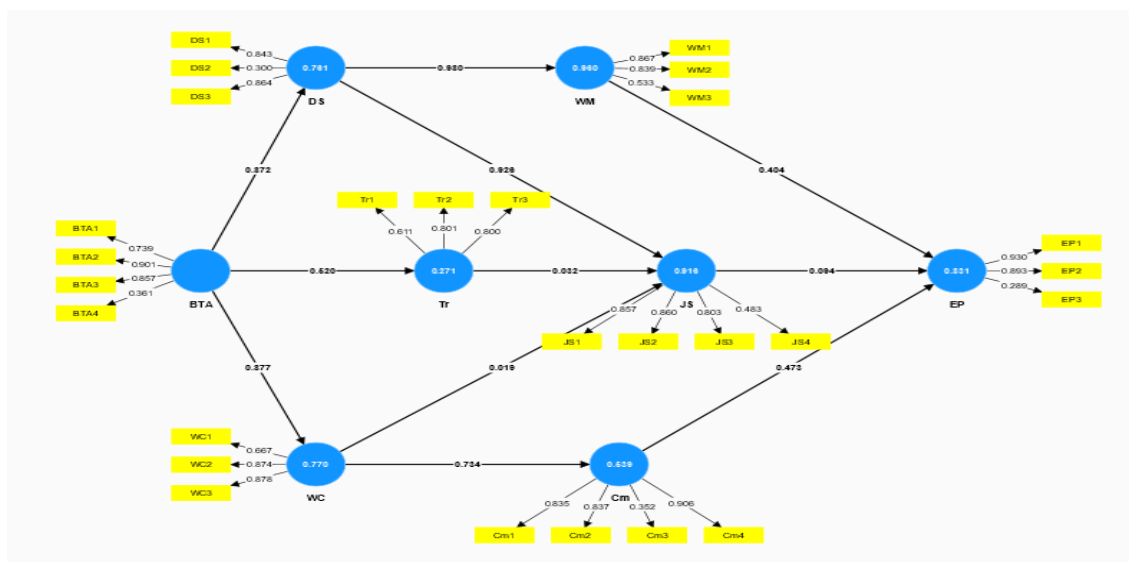 DS1
0.843
DS2
0.300
DS3
0.864
0.761
DS
0.980
0.960
WM
0.867
WM1
0.839
WM2
0.533
WM3
0.872
0.926
0.404
Tr1
Tr2
Tr3
0.611
0.801
0.800
BTA1
0.739
BTA2
0.901
BTA3
0.857
BTA4
0.361
BTA
0.520
0.271
Tr
0.032
0.916
JS
0.094
0.831
EP
0.930
EP1
0.893
EP2
0.289
EP3
0.857
0.860
0.803
0.483
JS1
JS2
JS3
JS4
0.877
0.019
0.473
WC1
0.667
WC2
0.874
WC3
0.878
0.770
WC
0.734
0.539
Cm
0.835
0.837
0.352
0.906
Cm1
Cm2
Cm3
Cm4